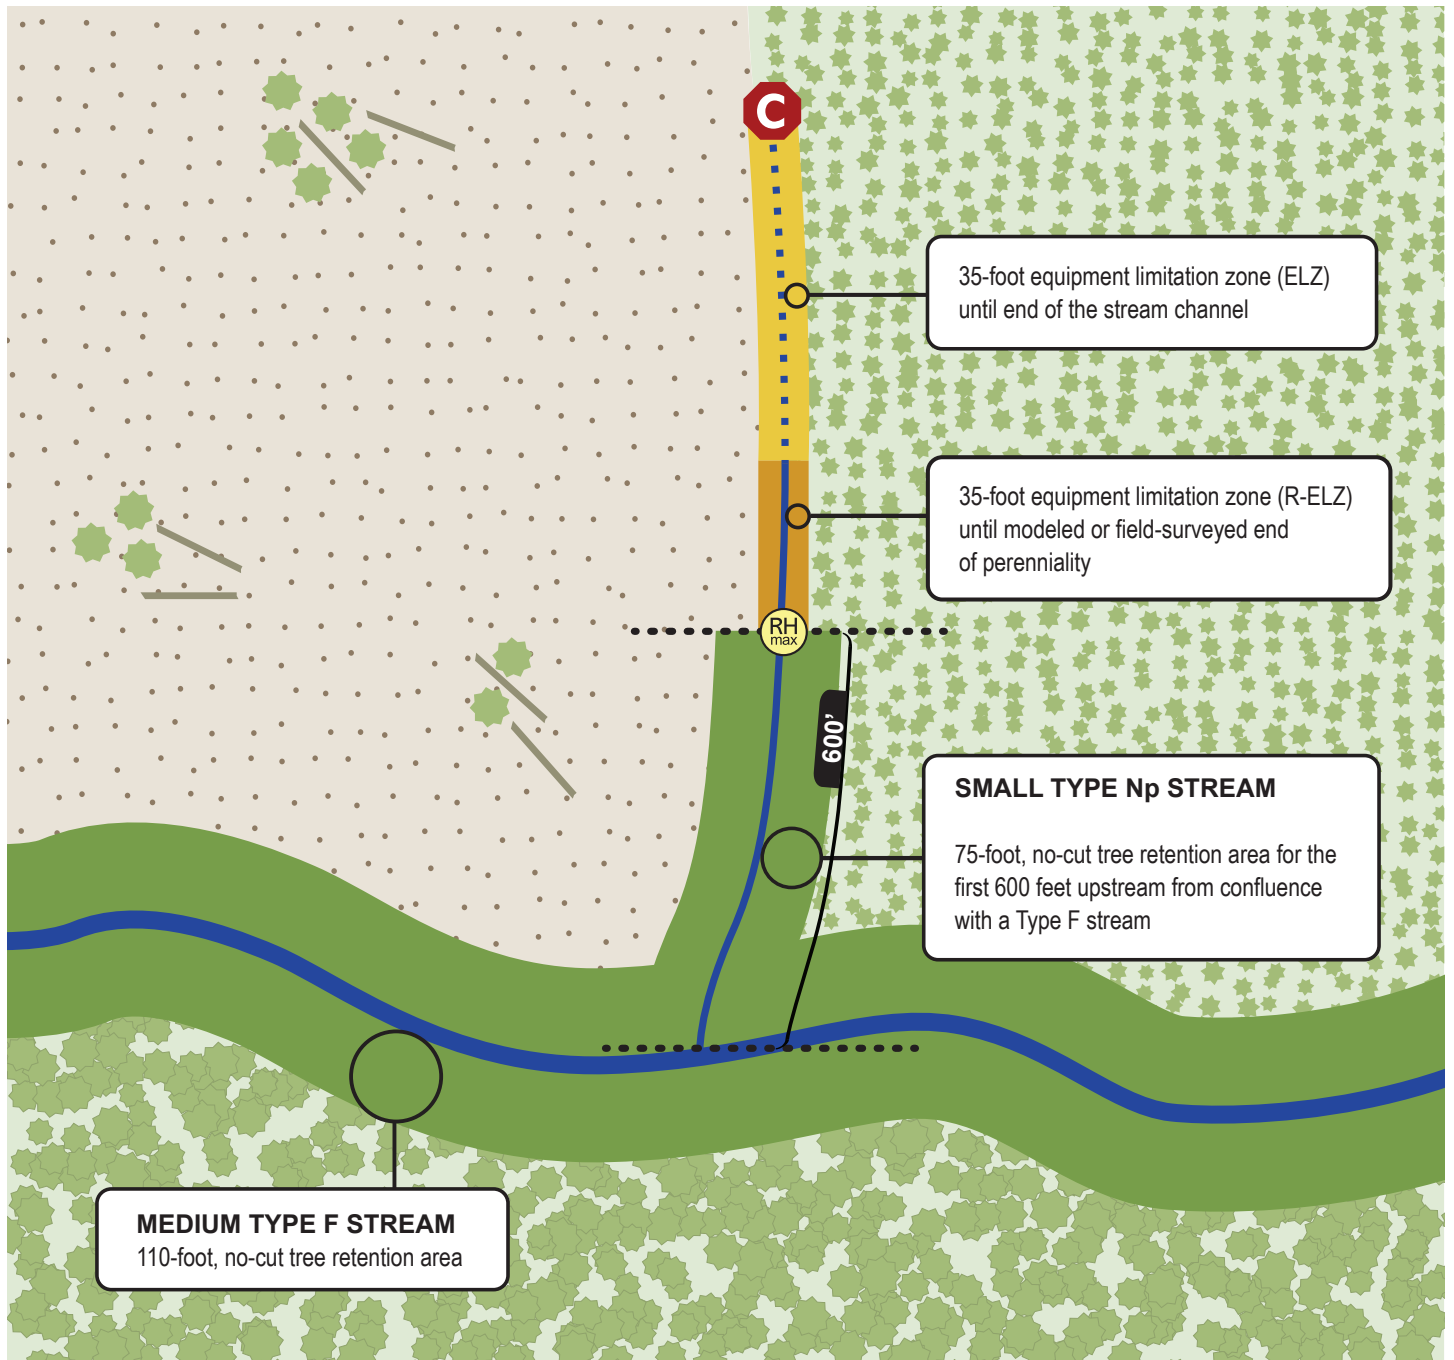 C
35-foot equipment limitation zone (ELZ)
until end of the stream channel
35-foot equipment limitation zone (R-ELZ)
until modeled or field-surveyed end
of perenniality
RH
max
600’
SMALL TYPE Np STREAM
75-foot, no-cut tree retention area for the
first 600 feet upstream from confluence
with a Type F stream
MEDIUM TYPE F STREAM
110-foot, no-cut tree retention area